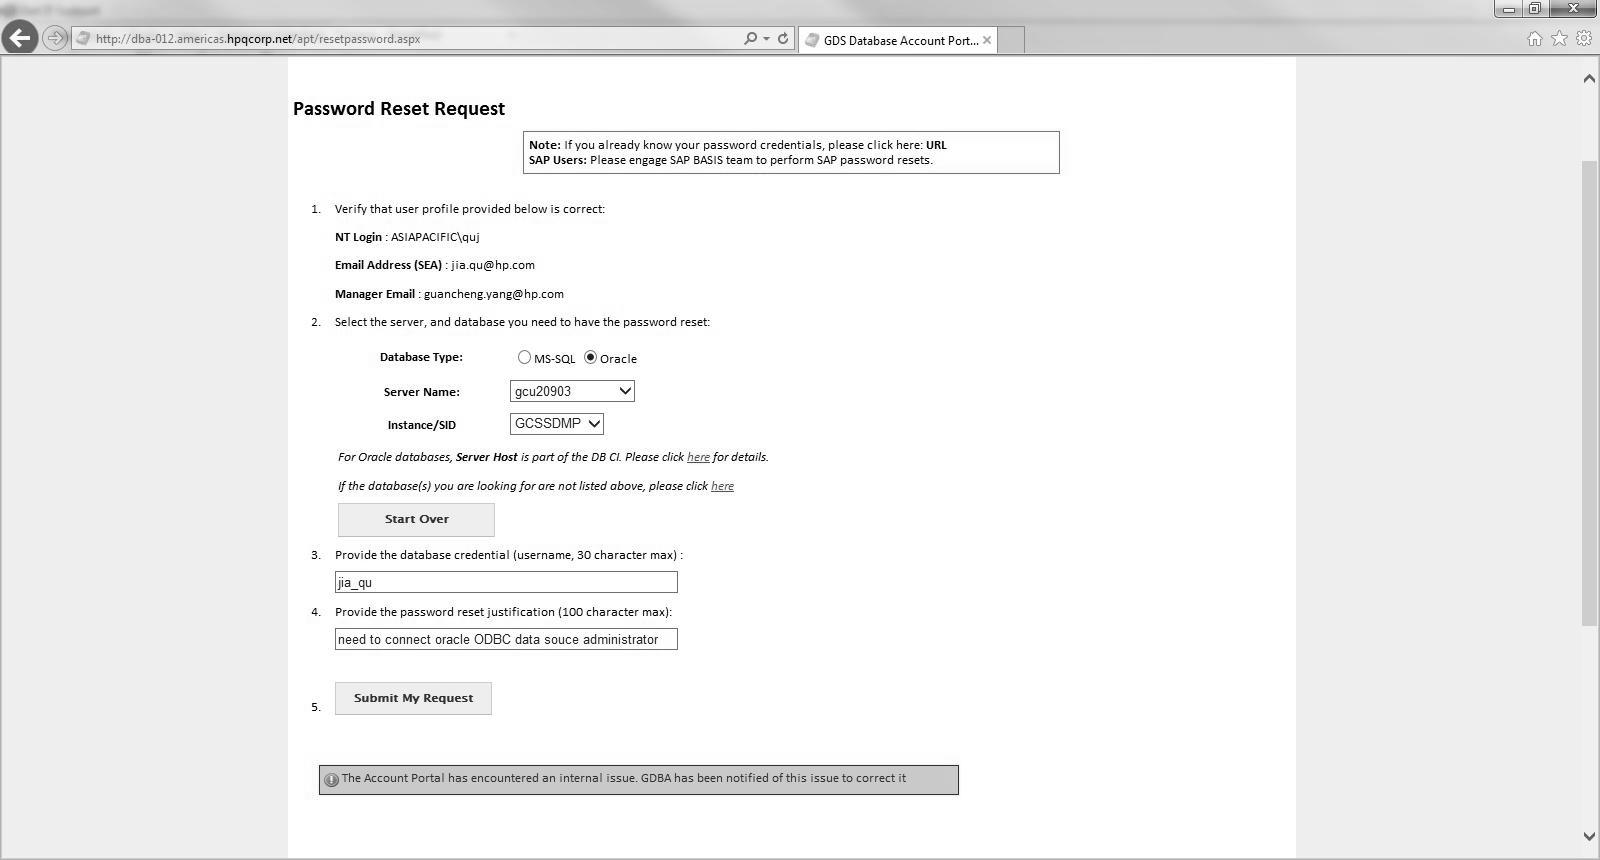 http://dba-012.americas.hpqcorp.net/apt/resetpassword.aspx
GDS Database Account Port...
Password Reset Request
Note: If you already know your password credentials, please click here: URL
SAP Users: Please engage SAP BASIS team to perform SAP password resets.
1. Verify that user profile provided below is correct:
NT Login : ASIAPACIFIC\quj
Email Address (SEA) : jia.qu@hp.com
Manager Email : guancheng.yang@hp.com
2. Select the server, and database you need to have the password reset:
Database Type: MS-SQL Oracle
Server Name: gcu20903
Instance/SID GCSSDMP
For Oracle databases, Server Host is part of the DB CI. Please click here for details.
If the database(s) you are looking for are not listed above, please click here
Start Over
3. Provide the database credential (username, 30 character max) :
jia_qu
4. Provide the password reset justification (100 character max):
need to connect oracle ODBC data souce administrator
5. Submit My Request
The Account Portal has encountered an internal issue. GDBA has been notified of this issue to correct it